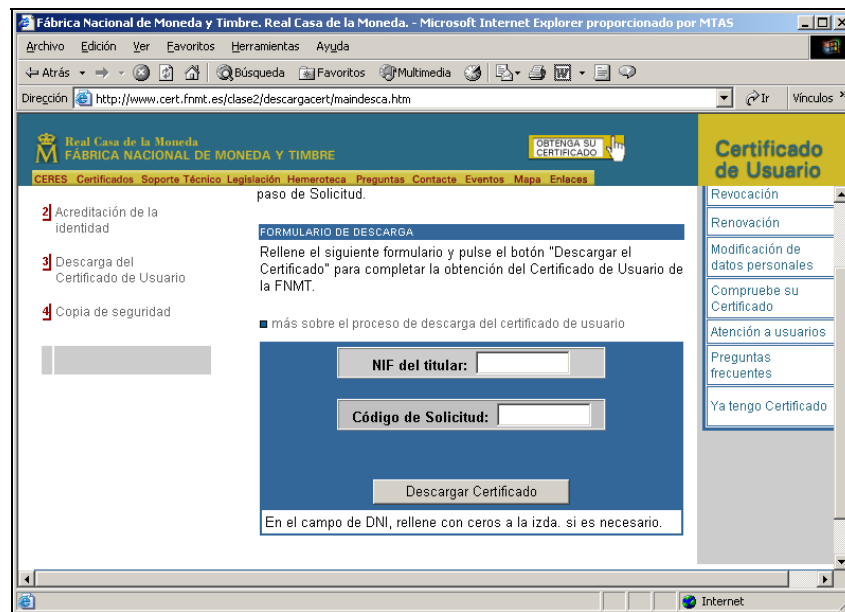 Fábrica Nacional de Moneda y Timbre. Real Casa de la Moneda. - Microsoft Internet Explorer proporcionado por MTAS
Archivo Edición Ver Favoritos Herramientas Ayuda
Atrás Búsqueda Favoritos Multimedia
Dirección http://www.cert.fnmt.es/clase2/descargacert/maindesca.htm Ir Vínculos »
Real Casa de la Moneda
FÁBRICA NACIONAL DE MONEDA Y TIMBRE
OBTENGA SU
CERTIFICADO
Certificado
de Usuario
CERES Certificados Soporte Técnico Legislación Hemeroteca Preguntas Contacte Eventos Mapa Enlaces
paso de Solicitud.
2 Acreditación de la
identidad
3 Descarga del
Certificado de Usuario
4 Copia de seguridad
FORMULARIO DE DESCARGA
Rellene el siguiente formulario y pulse el botón "Descargar el
Certificado" para completar la obtención del Certificado de Usuario de
la FNMT.
más sobre el proceso de descarga del certificado de usuario
NIF del titular:
Código de Solicitud:
Descargar Certificado
En el campo de DNI, rellene con ceros a la izda. si es necesario.
Revocación
Renovación
Modificación de
datos personales
Compruebe su
Certificado
Atención a usuarios
Preguntas
frecuentes
Ya tengo Certificado
Internet